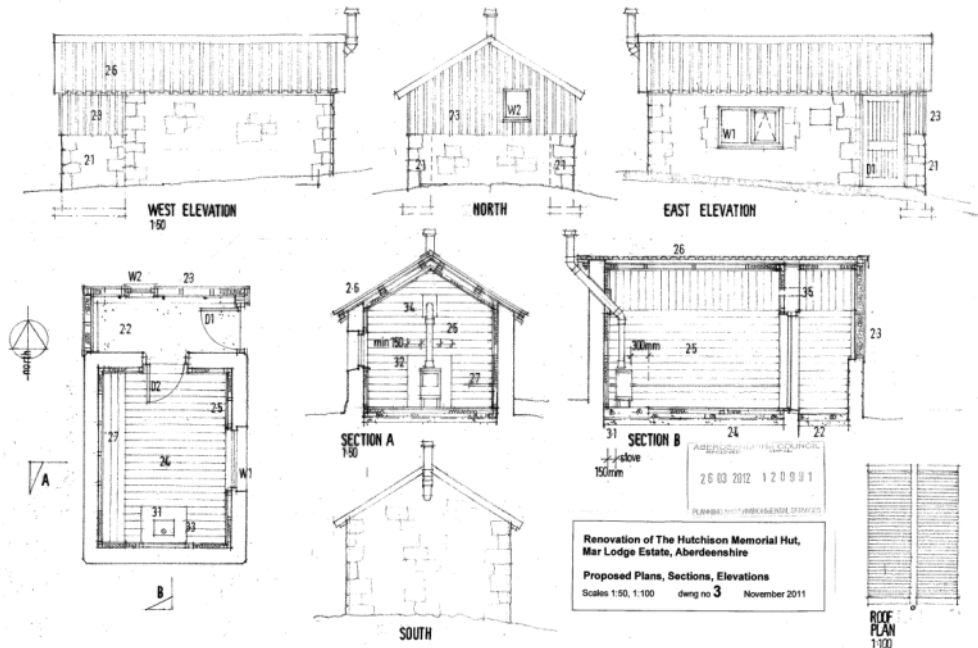 26
23
21
WEST ELEVATION
1:50
23
W2
21
21
NORTH
W1
D1
23
21
EAST ELEVATION
W2
23
22
D1
D2
25
27
24
W1
31
33
A
B
26
34
min 150
26
32
27
SECTION A
1:50
26
35
23
300mm
25
31
24
22
SECTION B
stove
150mm
SOUTH
ABERDEENSHIRE COUNCIL
26 03 2012 120991
Renovation of The Hutchison Memorial Hut,
Mar Lodge Estate, Aberdeenshire
Proposed Plans, Sections, Elevations
Scales 1:50, 1:100 dwng no 3 November 2011
ROOF
PLAN
1:100